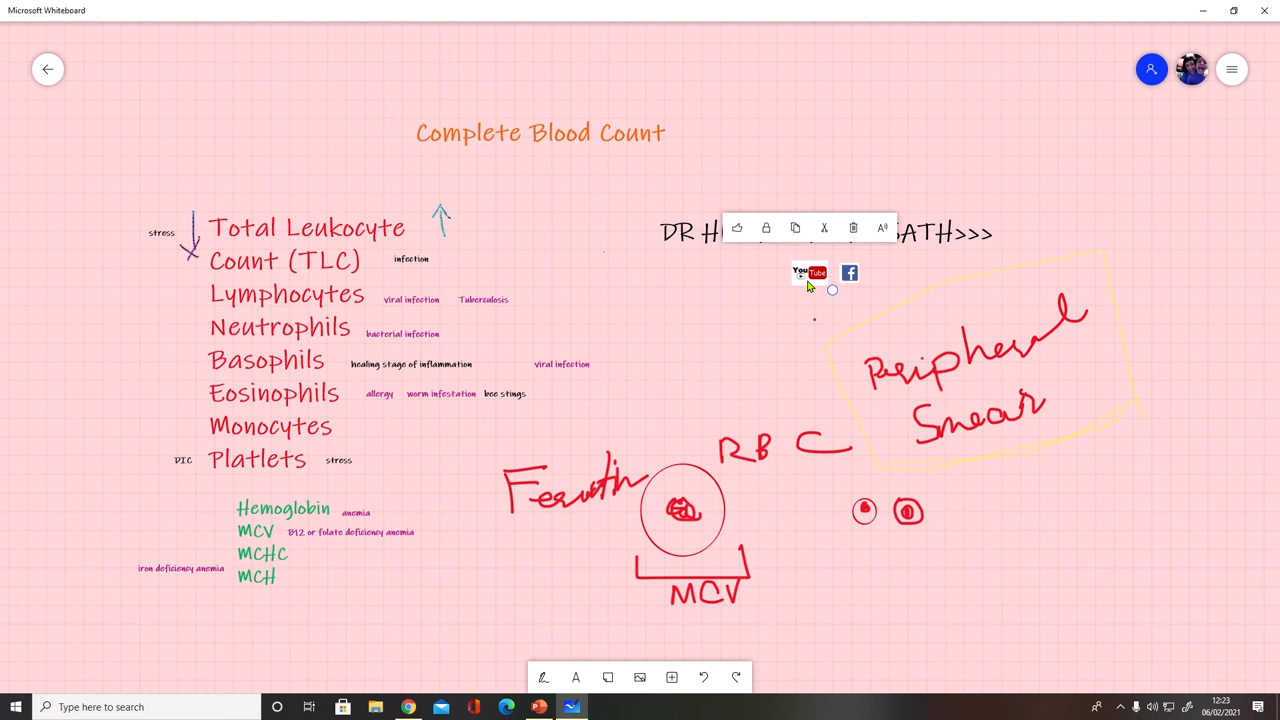 Microsoft Whiteboard
Complete Blood Count
stress
Total Leukocyte
Count (TLC)
infection
Lymphocytes viral infection Tuberculosis
Neutrophils bacterial infection
Basophils healing stage of inflammation viral infection
Eosinophils allergy worm infestation bee stings
Monocytes
DIC Platlets stress
Hemoglobin anemia
MCV B12 or folate deficiency anemia
MCHC
iron deficiency anemia MCH
DR
ATH>>>
You Tube f
Peripheral
Smear
RBC
MCV
Type here to search
12:23
06/02/2021